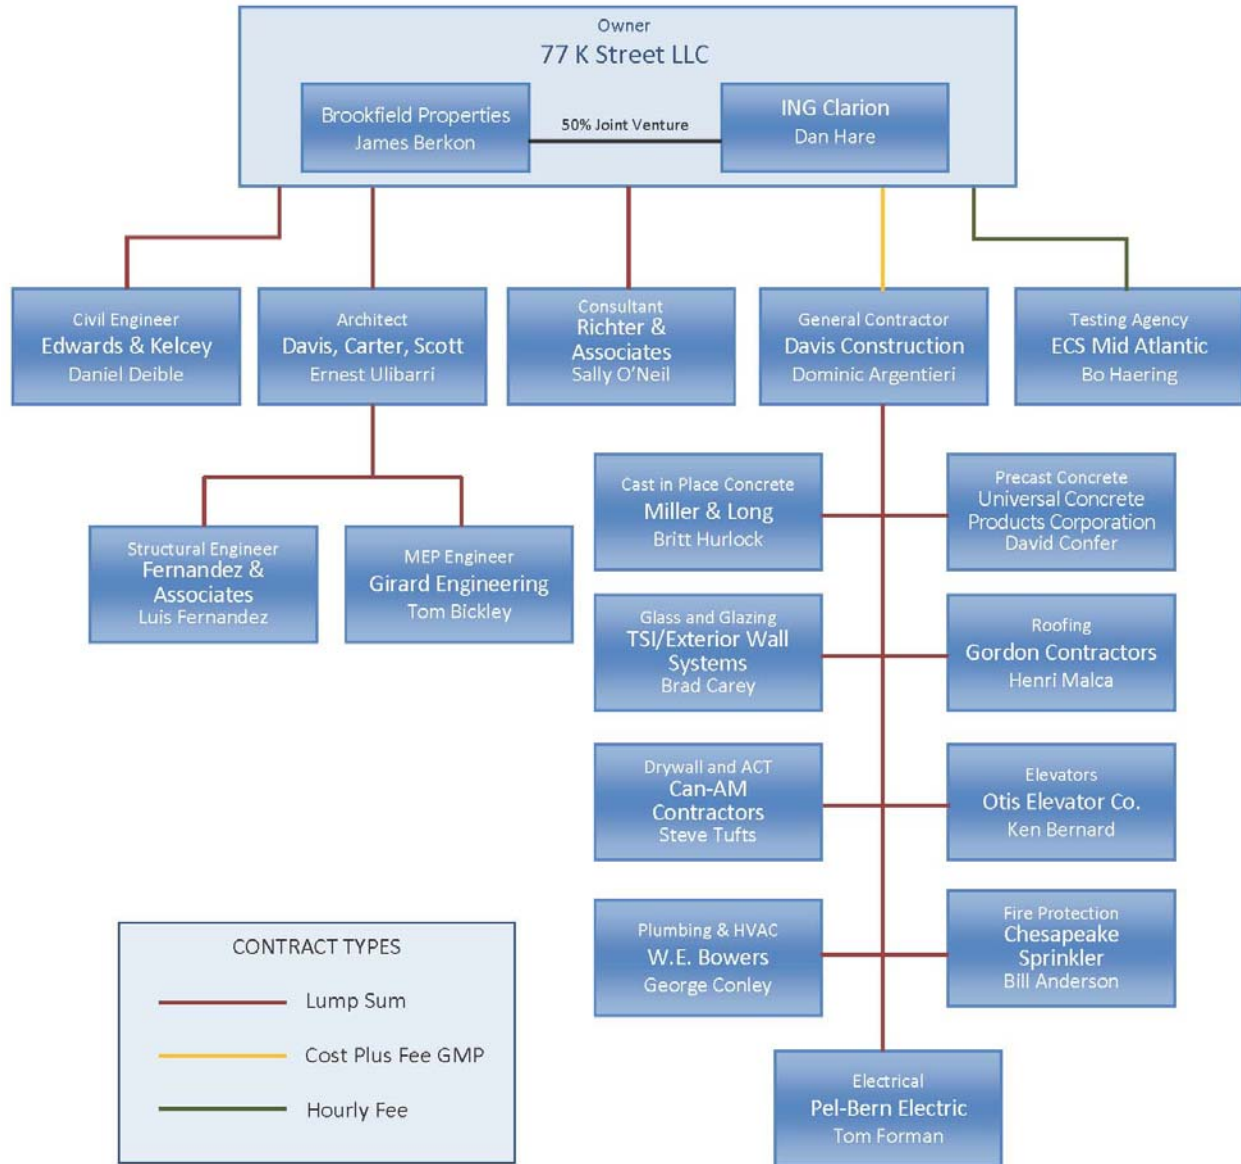 Owner
77 K Street LLC
Brookfield Properties
James Berkon
50% Joint Venture
ING Clarion
Dan Hare
Civil Engineer
Edwards & Kelcey
Daniel Deible
Architect
Davis, Carter, Scott
Ernest Ulibarri
Consultant
Richter &
Associates
Sally O'Neil
General Contractor
Davis Construction
Dominic Argentieri
Testing Agency
ECS Mid Atlantic
Bo Haering
Structural Engineer
Fernandez &
Associates
Luis Fernandez
MEP Engineer
Girard Engineering
Tom Bickley
Cast in Place Concrete
Miller & Long
Britt Hurlock
Precast Concrete
Universal Concrete
Products Corporation
David Confer
Glass and Glazing
TSI/Exterior Wall
Systems
Brad Carey
Roofing
Gordon Contractors
Henri Malca
Drywall and ACT
Can-AM
Contractors
Steve Tufts
Elevators
Otis Elevator Co.
Ken Bernard
Plumbing & HVAC
W.E. Bowers
George Conley
Fire Protection
Chesapeake
Sprinkler
Bill Anderson
Electrical
Pel-Bern Electric
Tom Forman
CONTRACT TYPES
Lump Sum
Cost Plus Fee GMP
Hourly Fee